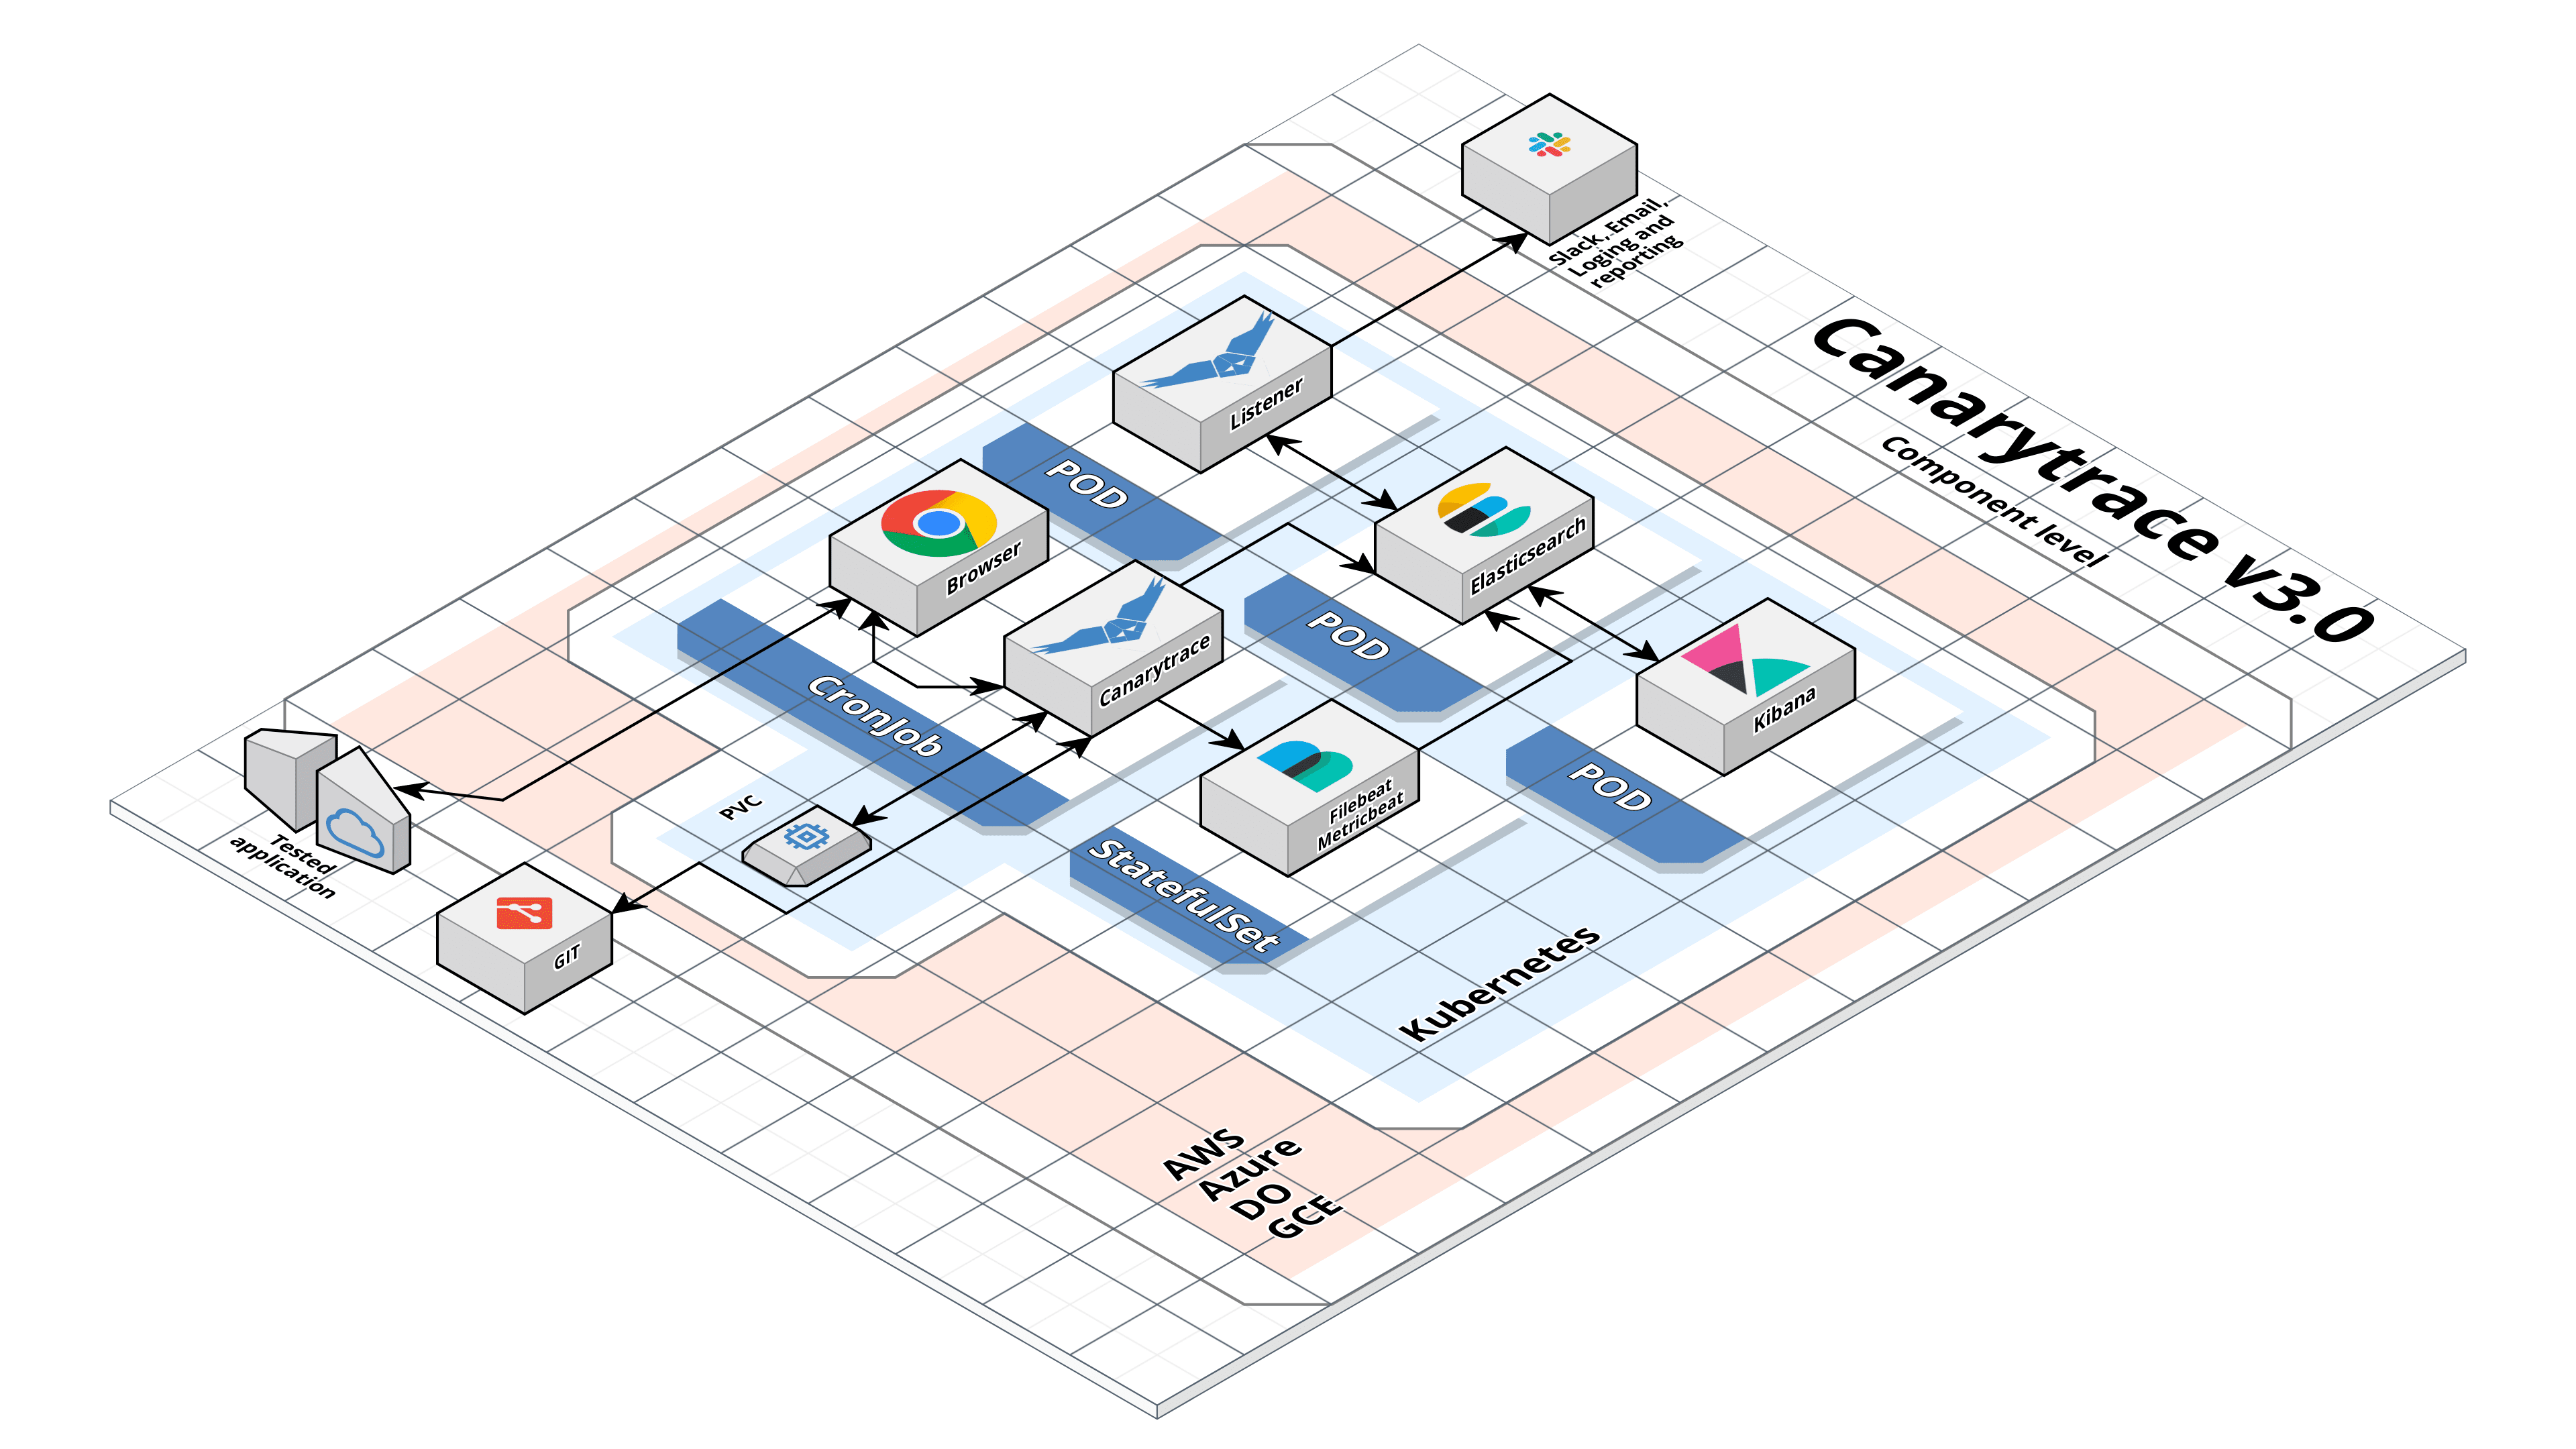 Canarytrace v3.0
Component level
Slack, Email,
Loging and
reporting
Listener
POD
Browser
Elasticsearch
Canarytrace
POD
Kibana
CronJob
Filebeat
Metricbeat
POD
PVC
StatefulSet
Tested
application
GIT
Kubernetes
AWS
Azure
DO
GCE